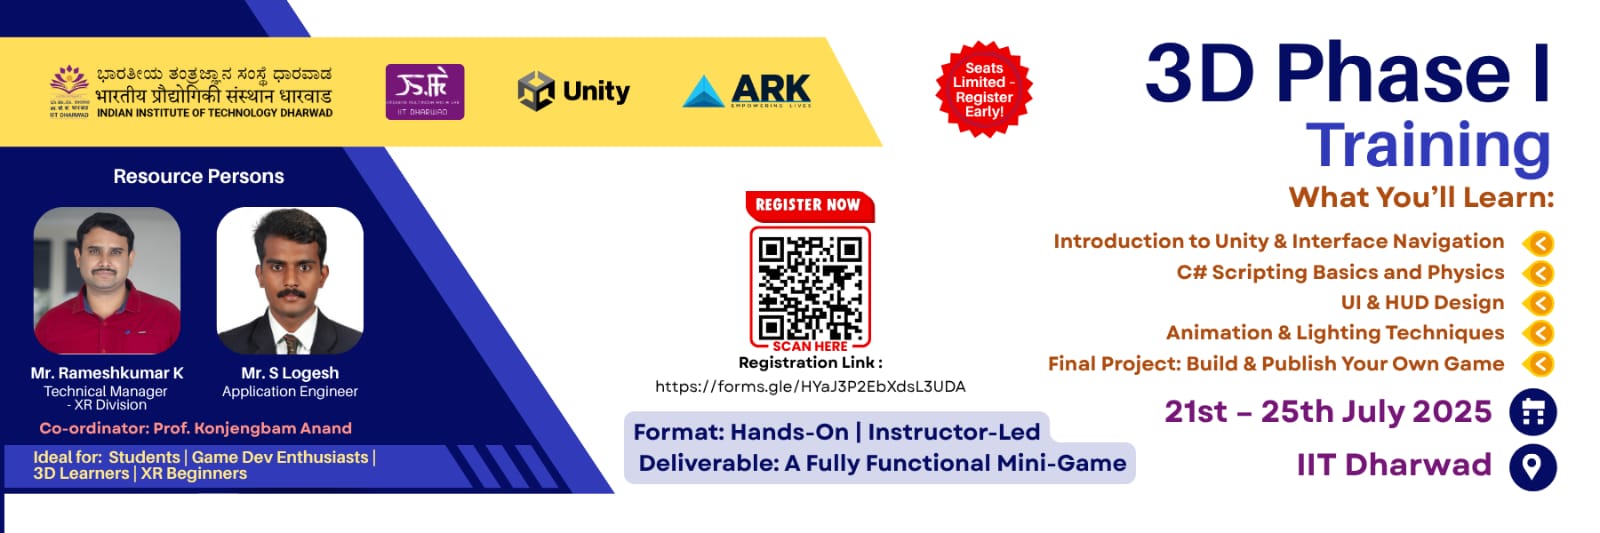 ಭಾರತೀಯ ತಂತ್ರಜ್ಞಾನ ಸಂಸ್ಥೆ ಧಾರವಾಡ
भारतीय प्रौद्योगिकी संस्थान धारवाड
INDIAN INSTITUTE OF TECHNOLOGY DHARWAD
IIT DHARWAD
IIT DHARWAD
Unity
ARK
EMPOWERING LIVES
Seats
Limited –
Register
Early!
3D Phase I
Training
Resource Persons
Mr. Rameshkumar K
Technical Manager
- XR Division
Mr. S Logesh
Application Engineer
Co-ordinator: Prof. Konjengbam Anand
Ideal for: Students | Game Dev Enthusiasts |
3D Learners | XR Beginners
REGISTER NOW
SCAN HERE
Registration Link :
https://forms.gle/HYaJ3P2EbXdsL3UDA
Format: Hands-On | Instructor-Led
Deliverable: A Fully Functional Mini-Game
What You’ll Learn:
Introduction to Unity & Interface Navigation
C# Scripting Basics and Physics
UI & HUD Design
Animation & Lighting Techniques
Final Project: Build & Publish Your Own Game
21st – 25th July 2025
IIT Dharwad